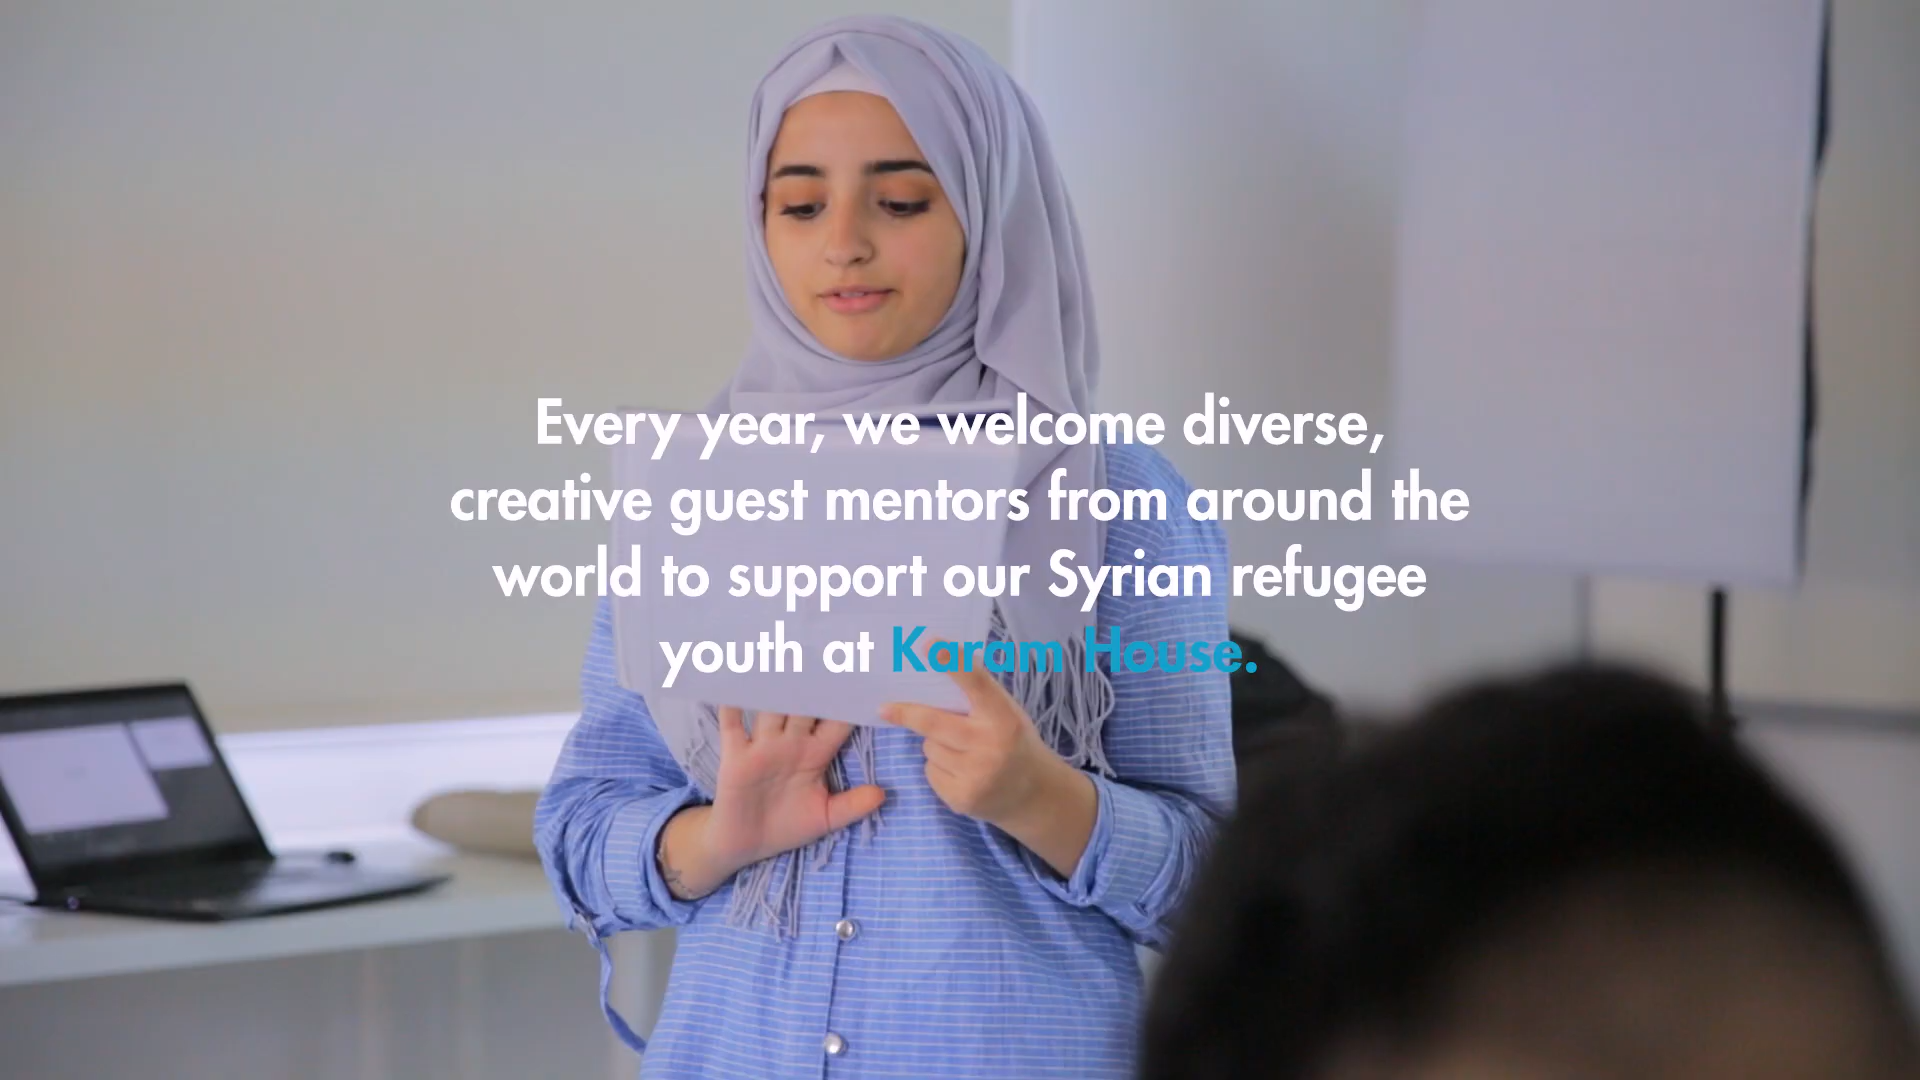 Every year, we welcome diverse,
creative guest mentors from around the
world to support our Syrian refugee
youth at Karam House.